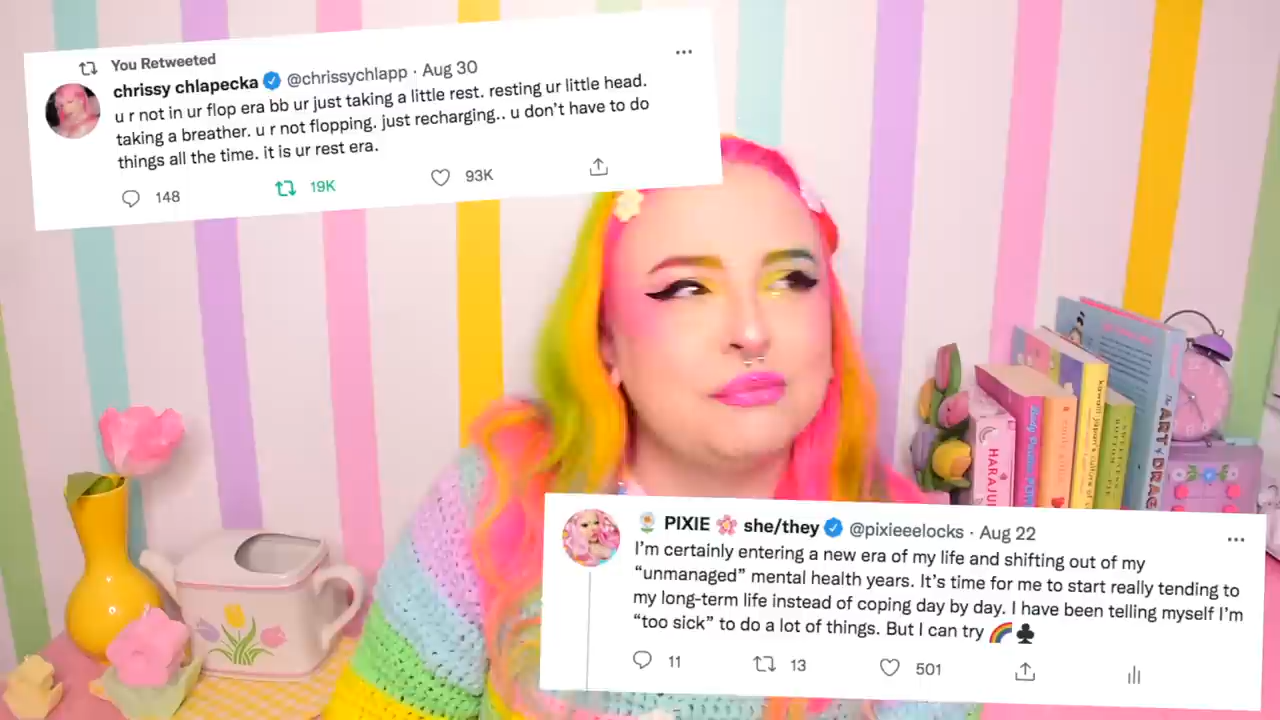 You Retweeted
chrissy chlapecka @chrissychlapp · Aug 30
u r not in ur flop era bb ur just taking a little rest. resting ur little head.
taking a breather. u r not flopping. just recharging.. u don't have to do
things all the time. it is ur rest era.
148 19K 93K
HARAJU
kawaii! japan's culture of
THE ART OF DRAG
🌼 PIXIE 🌸 she/they @pixieeelocks · Aug 22
I'm certainly entering a new era of my life and shifting out of my
“unmanaged” mental health years. It's time for me to start really tending to
my long-term life instead of coping day by day. I have been telling myself I'm
“too sick” to do a lot of things. But I can try 🌈♣️
11 13 501